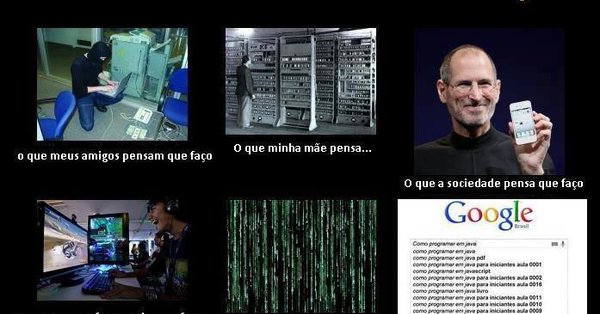 o que meus amigos pensam que faço
O que minha mãe pensa...
O que a sociedade pensa que faço
Google
Brasil
Como programar em java
como programar em java
como programar em java pdf
como programar em java para iniciantes aula 0001
como programar em javascript
como programar em java para iniciantes aula 0002
como programar em java para iniciantes aula 0016
como programar em java livro
como programar em java para iniciantes aula 0011
como programar em java para iniciantes aula 0010
como programar em java para iniciantes aula 0009